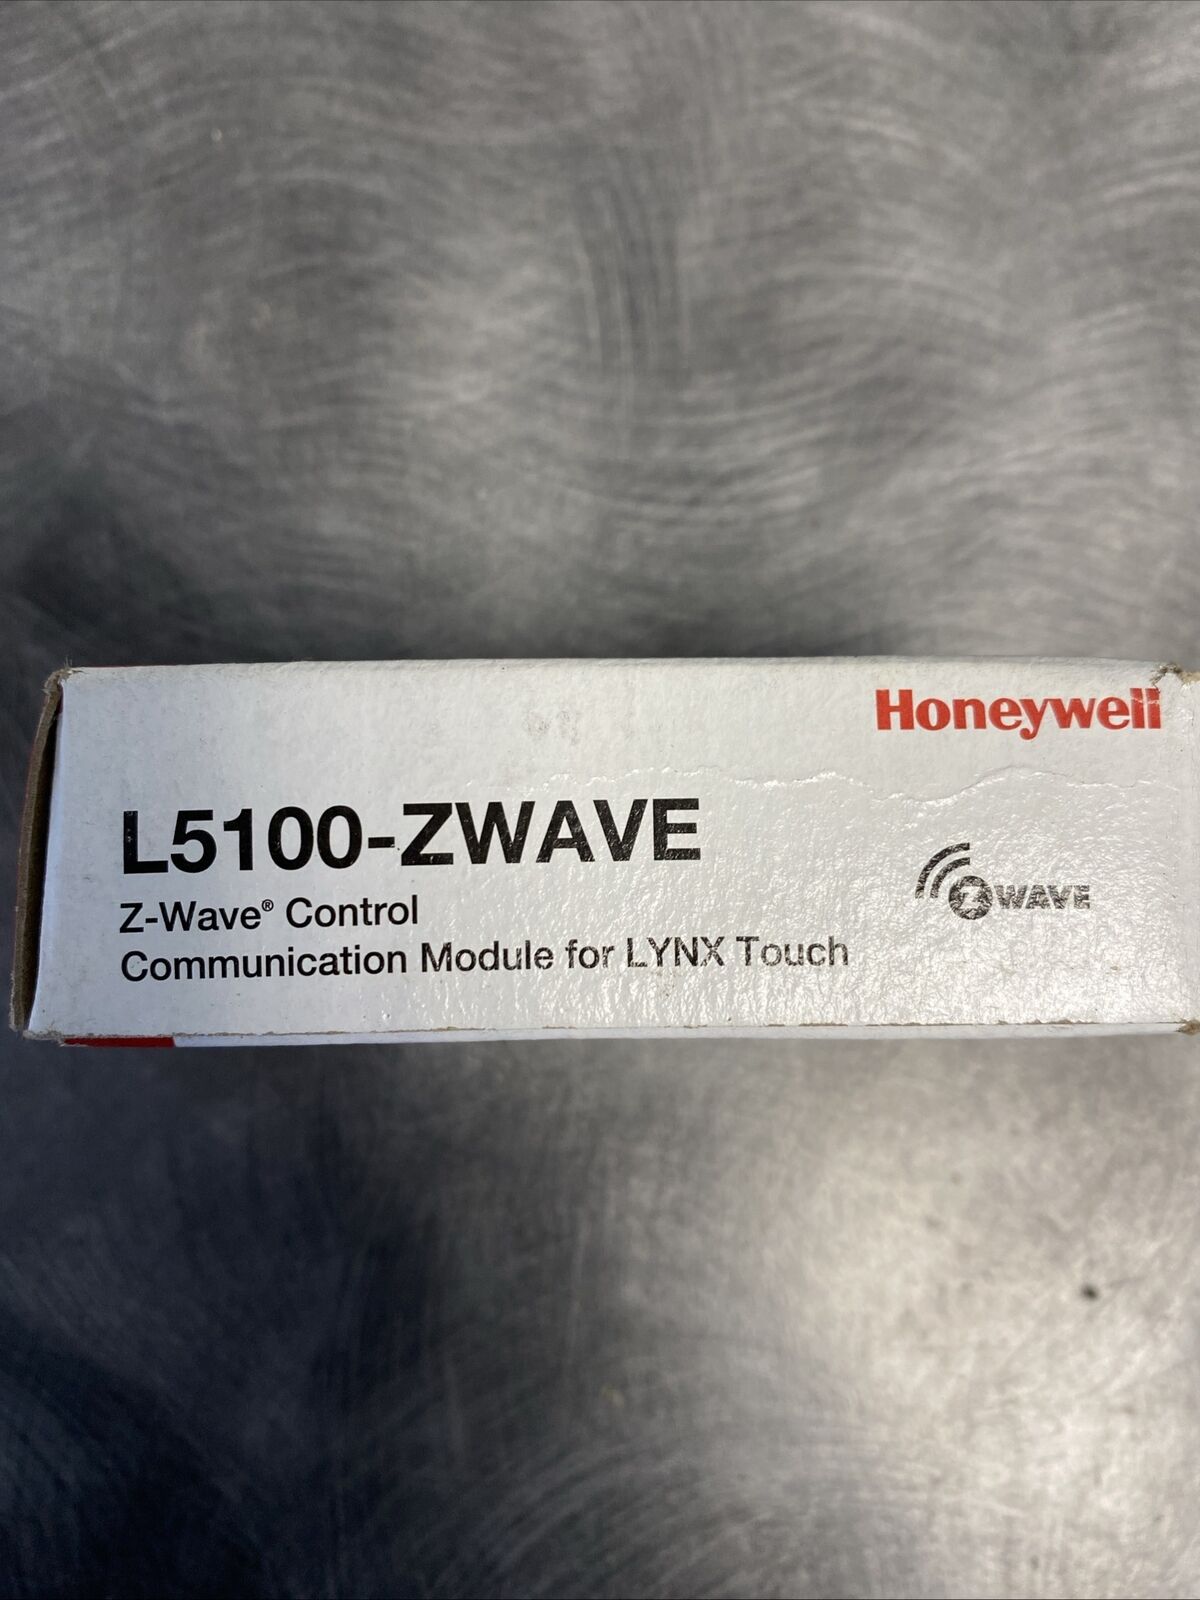 Honeywell
L5100-ZWAVE
Z-Wave® Control
Communication Module for LYNX Touch
Z WAVE